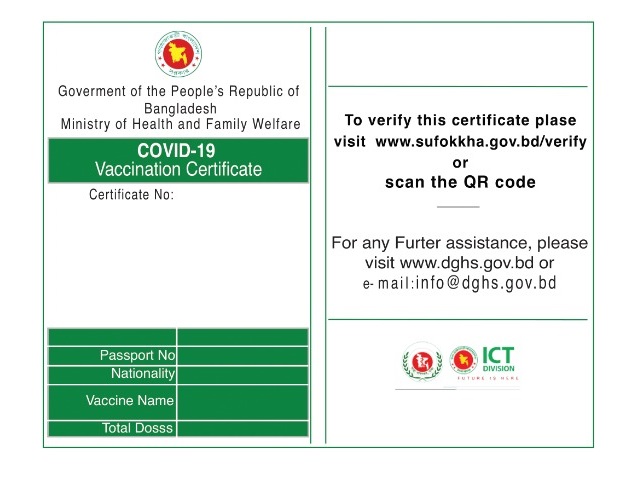 Goverment of the People's Republic of
Bangladesh
Ministry of Health and Family Welfare
COVID-19
Vaccination Certificate
Certificate No:
Passport No
Nationality
Vaccine Name
Total Dosss
To verify this certificate plase
visit www.sufokkha.gov.bd/verify
or
scan the QR code
For any Furter assistance, please
visit www.dghs.gov.bd or
e-mail:info@dghs.gov.bd
ICT
DIVISION
FUTURE IS HERE